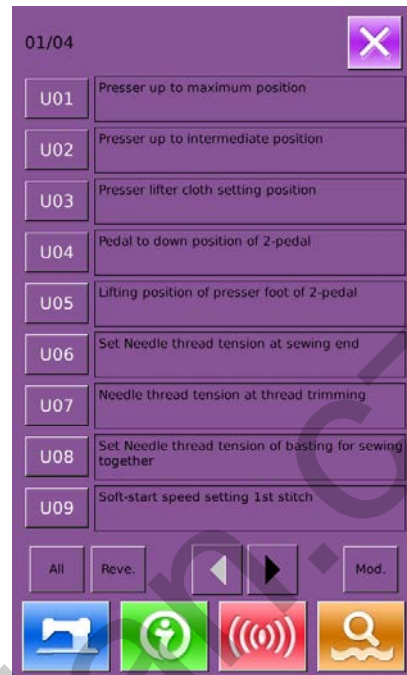 01/04
U01 Presser up to maximum position
U02 Presser up to intermediate position
U03 Presser lifter cloth setting position
U04 Pedal to down position of 2-pedal
U05 Lifting position of presser foot of 2-pedal
U06 Set Needle thread tension at sewing end
U07 Needle thread tension at thread trimming
U08 Set Needle thread tension of basting for sewing
together
U09 Soft-start speed setting 1st stitch
All Reve. Mod.